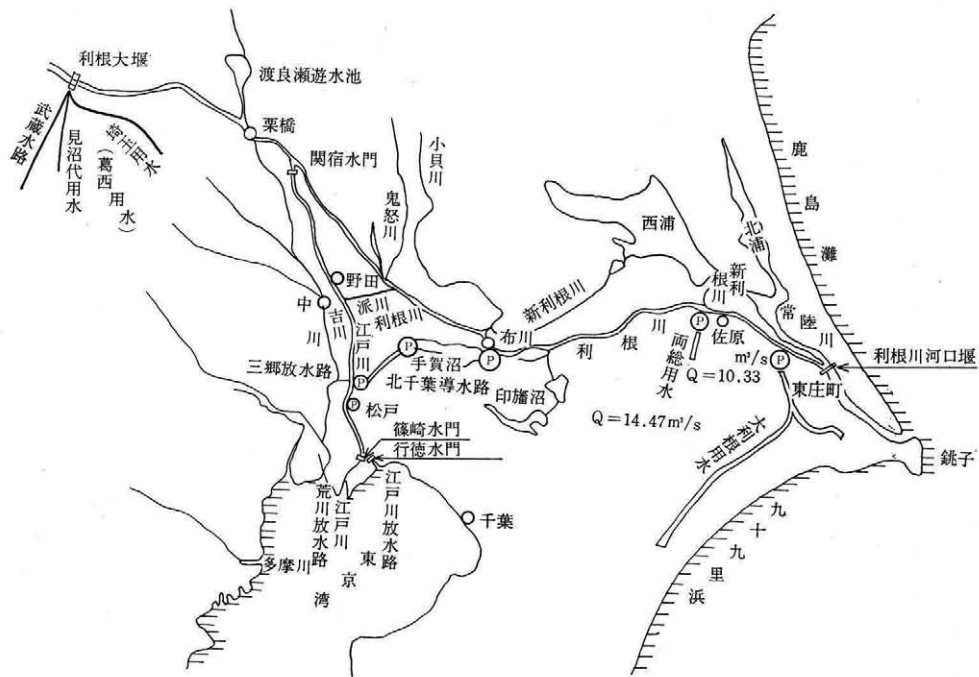 利根大堰
渡良瀬遊水池
武蔵水路
見沼代用水
埼玉用水
(葛西用水)
栗橋
関宿水門
小貝川
鬼怒川
鹿島灘
西浦
北浦
野田
中川
吉川
派川
利根川
江戸川
新利根川
布川
利根川
新利根川
常陸川
佐原
両総用水
利根川河口堰
三郷放水路
手賀沼
北千葉導水路
m³/s
Q=10.33
東庄町
印旛沼
P
P
P
P
P
P
松戸
Q=14.47m³/s
大利根用水
篠崎水門
行徳水門
銚子
荒川放水路
江戸川
江戸川放水路
千葉
多摩川
東京湾
九十九里浜